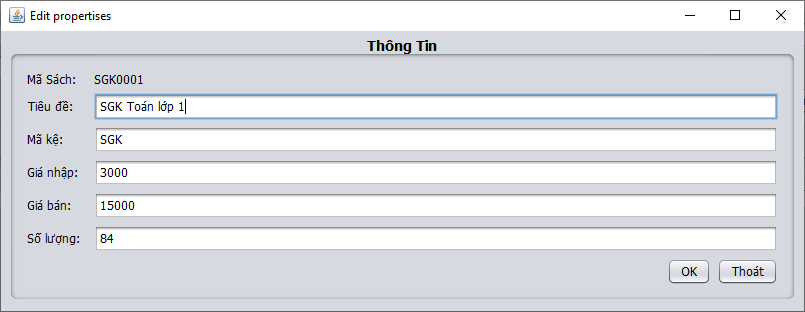 Edit propertises
Thông Tin
Mã Sách: SGK0001
Tiêu đề: SGK Toán lớp 1
Mã kệ: SGK
Giá nhập: 3000
Giá bán: 15000
Số lượng: 84
OK Thoát